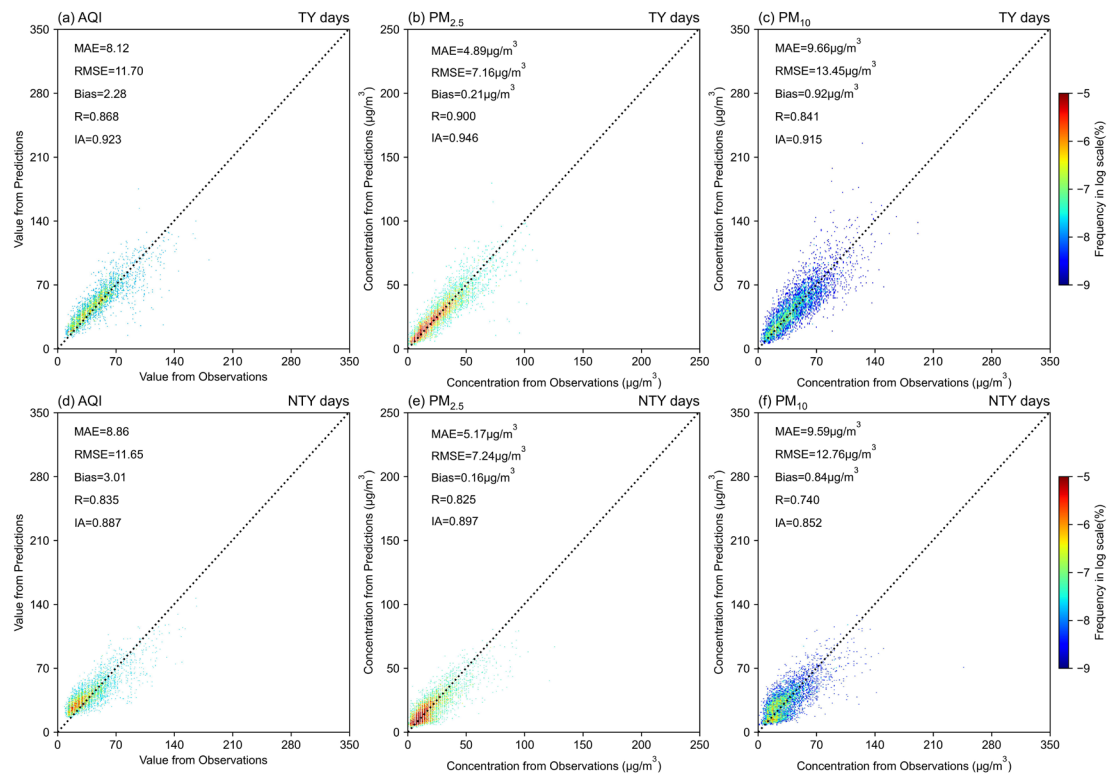 (a) AQI TY days
350
280
210
140
70
0
0 70 140 210 280 350
Value from Predictions
Value from Observations
MAE=8.12
RMSE=11.70
Bias=2.28
R=0.868
IA=0.923
(b) PM2.5 TY days
250
200
150
100
50
0
0 50 100 150 200 250
Concentration from Predictions (µg/m³)
Concentration from Observations (µg/m³)
MAE=4.89µg/m³
RMSE=7.16µg/m³
Bias=0.21µg/m³
R=0.900
IA=0.946
(c) PM10 TY days
350
280
210
140
70
0
0 70 140 210 280 350
Concentration from Predictions (µg/m³)
Concentration from Observations (µg/m³)
MAE=9.66µg/m³
RMSE=13.45µg/m³
Bias=0.92µg/m³
R=0.841
IA=0.915
−5
−6
−7
−8
−9
Frequency in log scale(%)
(d) AQI NTY days
350
280
210
140
70
0
0 70 140 210 280 350
Value from Predictions
Value from Observations
MAE=8.86
RMSE=11.65
Bias=3.01
R=0.835
IA=0.887
(e) PM2.5 NTY days
250
200
150
100
50
0
0 50 100 150 200 250
Concentration from Predictions (µg/m³)
Concentration from Observations (µg/m³)
MAE=5.17µg/m³
RMSE=7.24µg/m³
Bias=0.16µg/m³
R=0.825
IA=0.897
(f) PM10 NTY days
350
280
210
140
70
0
0 70 140 210 280 350
Concentration from Predictions (µg/m³)
Concentration from Observations (µg/m³)
MAE=9.59µg/m³
RMSE=12.76µg/m³
Bias=0.84µg/m³
R=0.740
IA=0.852
−5
−6
−7
−8
−9
Frequency in log scale(%)